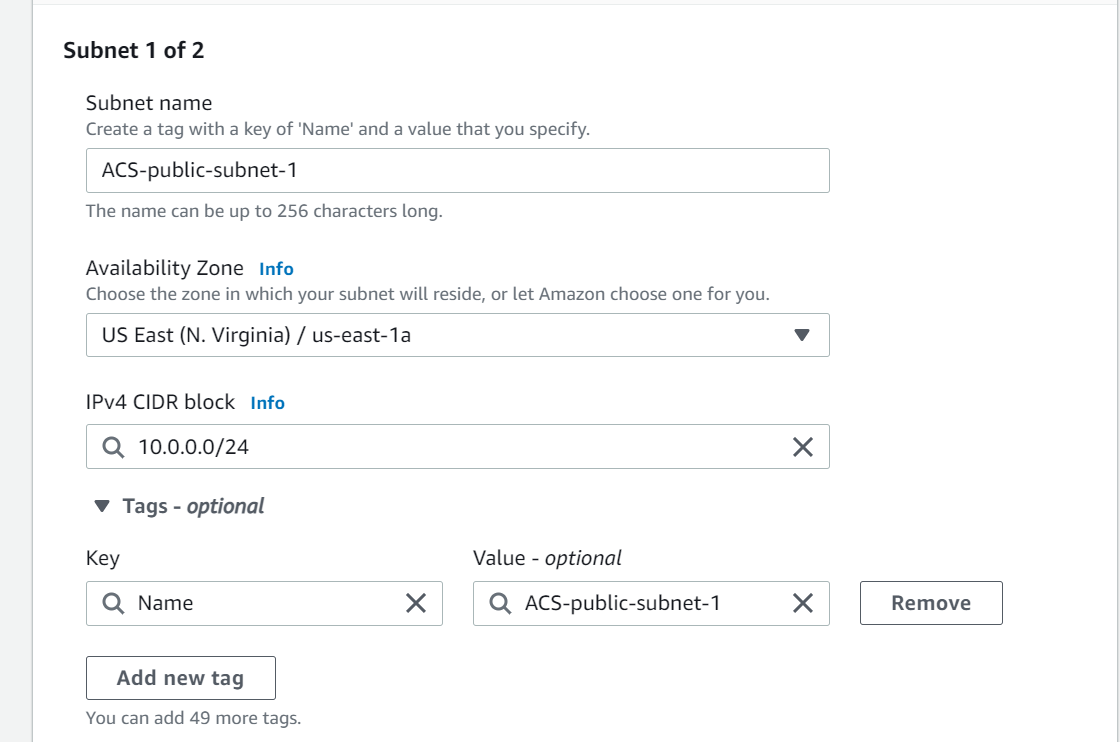 Subnet 1 of 2
Subnet name
Create a tag with a key of 'Name' and a value that you specify.
ACS-public-subnet-1
The name can be up to 256 characters long.
Availability Zone Info
Choose the zone in which your subnet will reside, or let Amazon choose one for you.
US East (N. Virginia) / us-east-1a
IPv4 CIDR block Info
10.0.0.0/24
Tags - optional
Key Value - optional
Name ACS-public-subnet-1 Remove
Add new tag
You can add 49 more tags.